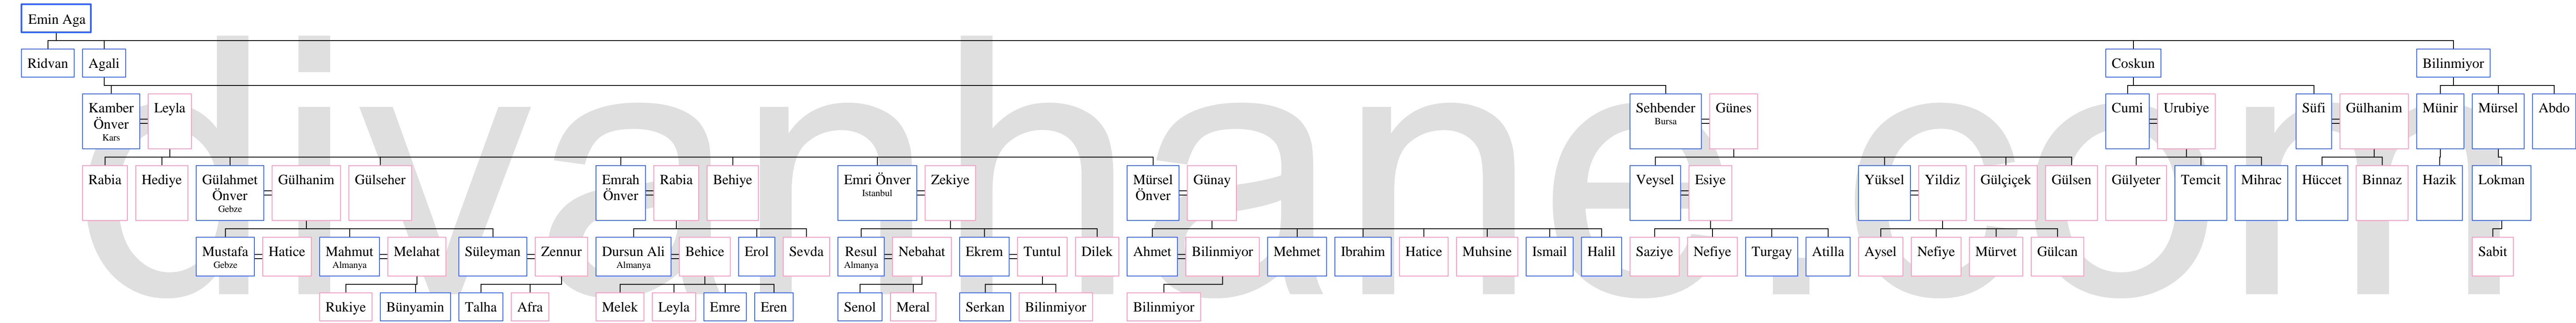 Emin Aga
Ridvan
Agali
Coskun
Bilinmiyor
Kamber
Önver
Kars
Leyla
Sehbender
Bursa
Günes
Cumi
Urubiye
Süfi
Gülhanim
Münir
Mürsel
Abdo
Rabia
Hediye
Gülahmet
Önver
Gebze
Gülhanim
Gülseher
Emrah
Önver
Rabia
Behiye
Emri Önver
Istanbul
Zekiye
Mürsel
Önver
Günay
Veysel
Esiye
Yüksel
Yildiz
Gülçiçek
Gülsen
Gülyeter
Temcit
Mihrac
Hüccet
Binnaz
Hazik
Lokman
Mustafa
Gebze
Hatice
Mahmut
Almanya
Melahat
Süleyman
Zennur
Dursun Ali
Almanya
Behice
Erol
Sevda
Resul
Almanya
Nebahat
Ekrem
Tuntul
Dilek
Ahmet
Bilinmiyor
Mehmet
Ibrahim
Hatice
Muhsine
Ismail
Halil
Saziye
Nefiye
Turgay
Atilla
Aysel
Nefiye
Mürvet
Gülcan
Sabit
Rukiye
Bünyamin
Talha
Afra
Melek
Leyla
Emre
Eren
Senol
Meral
Serkan
Bilinmiyor
Bilinmiyor
divanhane.com